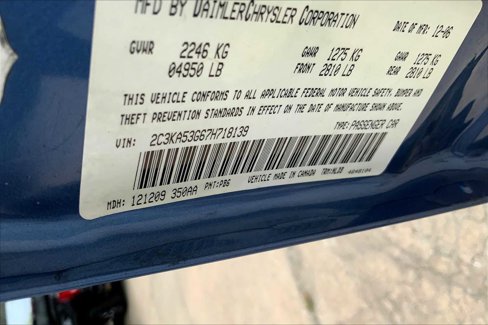 MFD BY DAIMLERCHRYSLER CORPORATION
DATE OF MFR: 12-06
GVWR 2246 KG GAWR 1275 KG GAWR 1275 KG
04950 LB FRONT 2810 LB REAR 2810 LB
THIS VEHICLE CONFORMS TO ALL APPLICABLE FEDERAL MOTOR VEHICLE SAFETY, BUMPER AND
THEFT PREVENTION STANDARDS IN EFFECT ON THE DATE OF MANUFACTURE SHOWN ABOVE.
VIN: 2C3KA53G67H718139 TYPE: PASSENGER CAR
MDH: 121209 350AA PNT: PBG VEHICLE MADE IN CANADA TRM: